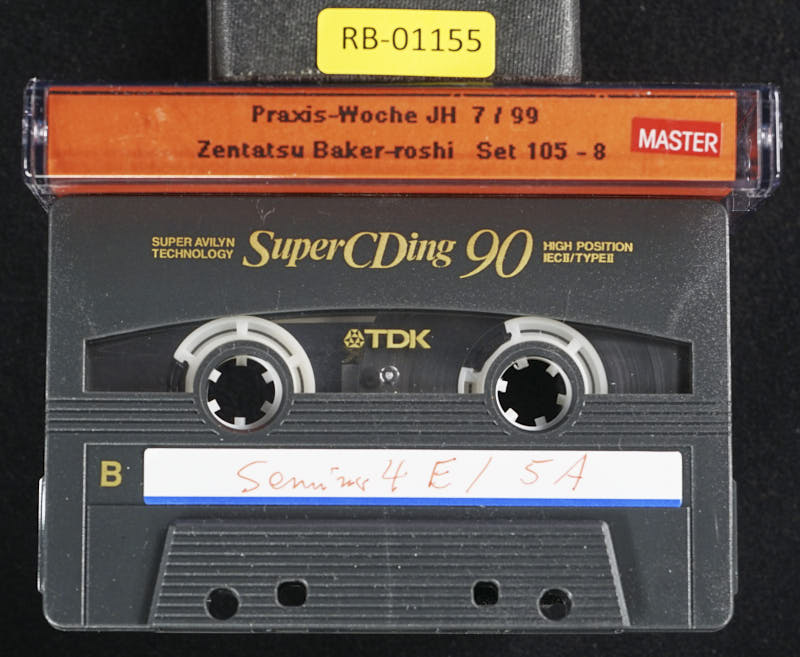 RB-01155
Praxis-Woche JH 7 / 99
Zentatsu Baker-roshi Set 105 - 8
MASTER
SUPER AVILYN
TECHNOLOGY
SuperCDing 90
HIGH POSITION
IECII/TYPEII
TDK
B
Seminar 4 E / 5A